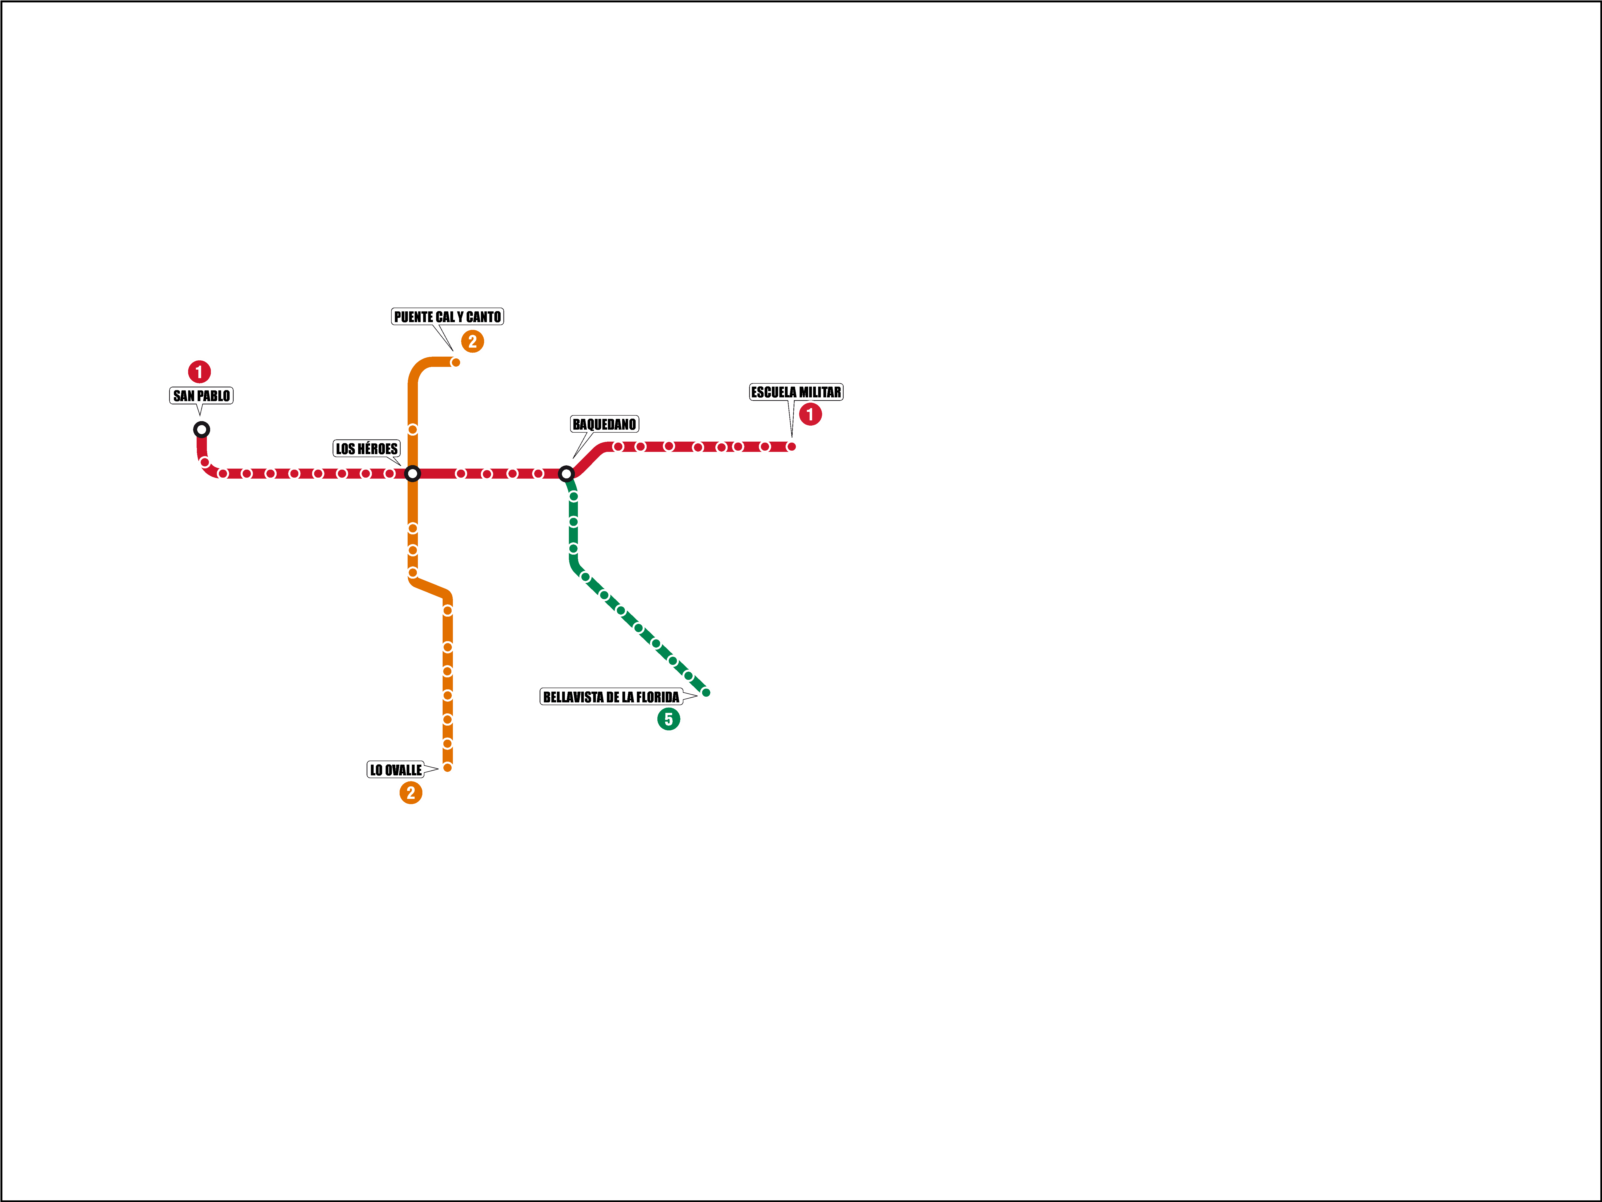 PUENTE CAL Y CANTO
2
1
SAN PABLO
ESCUELA MILITAR
1
BAQUEDANO
LOS HÉROES
BELLAVISTA DE LA FLORIDA
5
LO OVALLE
2